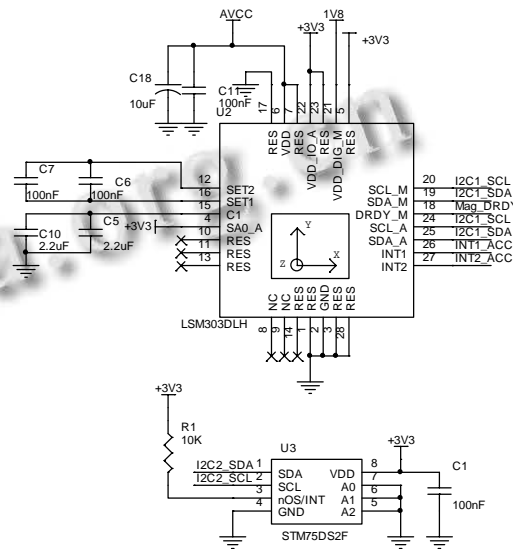 AVCC
+3V3
1V8
+3V3
C18
10uF
C11
100nF
U2
17
6
7
22
23
21
5
RES
VDD
RES
VDD_IO_A
RES
VDD_DIG_M
RES
C7
100nF
C6
100nF
C10
2.2uF
C5
2.2uF
+3V3
12 SET2
16 SET1
15 C1
4 SA0_A
10 RES
11 RES
13 RES
SCL_M 20 I2C1_SCL
SDA_M 19 I2C1_SDA
DRDY_M 18 Mag_DRDY
SCL_A 24 I2C1_SCL
SDA_A 25 I2C1_SDA
INT1 26 INT1_ACC
INT2 27 INT2_ACC
Y
X
Z
NC
NC
RES
RES
GND
RES
RES
LSM303DLH
8
9
14
1
2
3
28
+3V3
R1
10K
U3
+3V3
C1
100nF
I2C2_SDA 1 SDA
I2C2_SCL 2 SCL
3 nOS/INT
4 GND
VDD 8
A0 7
A1 6
A2 5
STM75DS2F